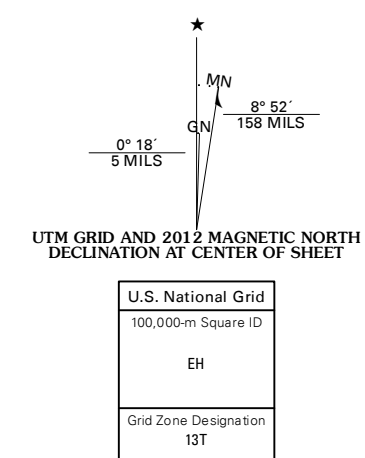 ★
MN
GN
8° 52´
158 MILS
0° 18´
5 MILS
UTM GRID AND 2012 MAGNETIC NORTH
DECLINATION AT CENTER OF SHEET
U.S. National Grid
100,000-m Square ID
EH
Grid Zone Designation
13T